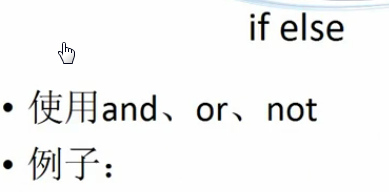 if else
• 使用and、or、not
• 例子：